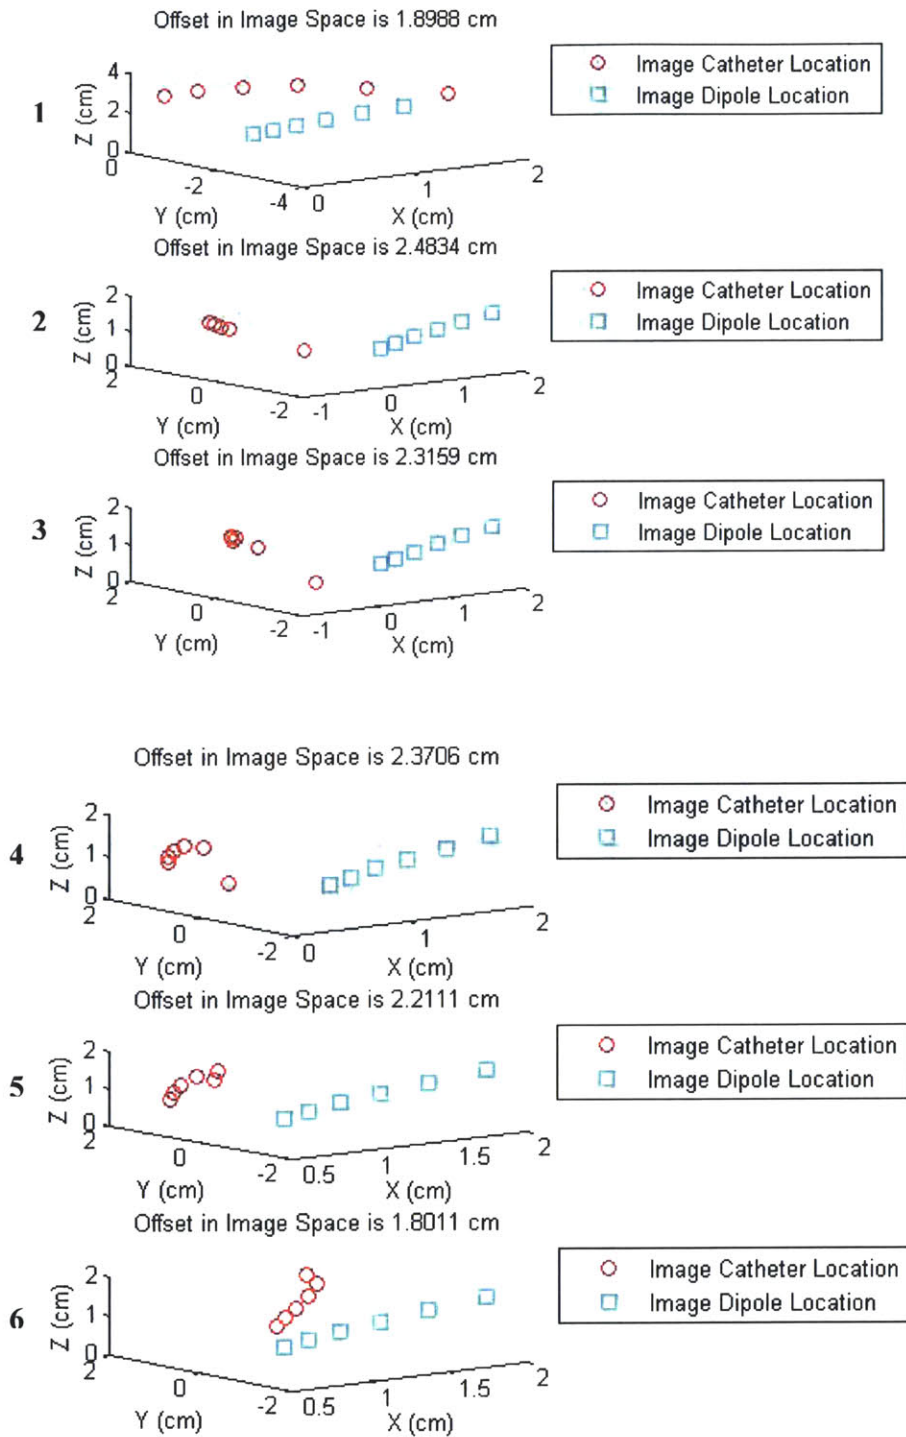 Offset in Image Space is 1.8988 cm
1
Z (cm)
4
2
0
0
-2
-4
Y (cm)
0
1
2
X (cm)
Image Catheter Location
Image Dipole Location
Offset in Image Space is 2.4834 cm
2
Z (cm)
2
1
0
2
0
-2
Y (cm)
-1
0
1
2
X (cm)
Image Catheter Location
Image Dipole Location
Offset in Image Space is 2.3159 cm
3
Z (cm)
2
1
0
2
0
-2
Y (cm)
-1
0
1
2
X (cm)
Image Catheter Location
Image Dipole Location
Offset in Image Space is 2.3706 cm
4
Z (cm)
2
1
0
2
0
-2
Y (cm)
0
1
2
X (cm)
Image Catheter Location
Image Dipole Location
Offset in Image Space is 2.2111 cm
5
Z (cm)
2
1
0
2
0
-2
Y (cm)
0.5
1
1.5
2
X (cm)
Image Catheter Location
Image Dipole Location
Offset in Image Space is 1.8011 cm
6
Z (cm)
2
1
0
2
0
-2
Y (cm)
0.5
1
1.5
2
X (cm)
Image Catheter Location
Image Dipole Location